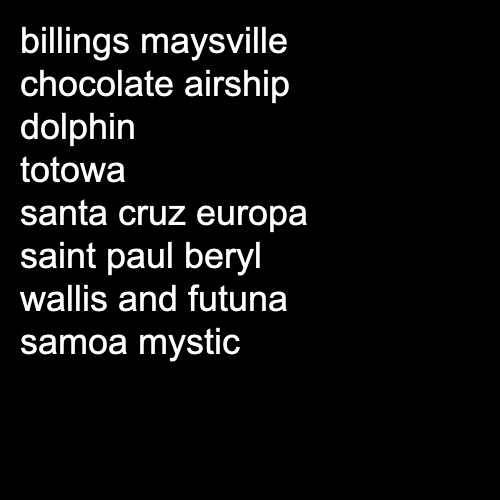 billings maysville
chocolate airship
dolphin
totowa
santa cruz europa
saint paul beryl
wallis and futuna
samoa mystic